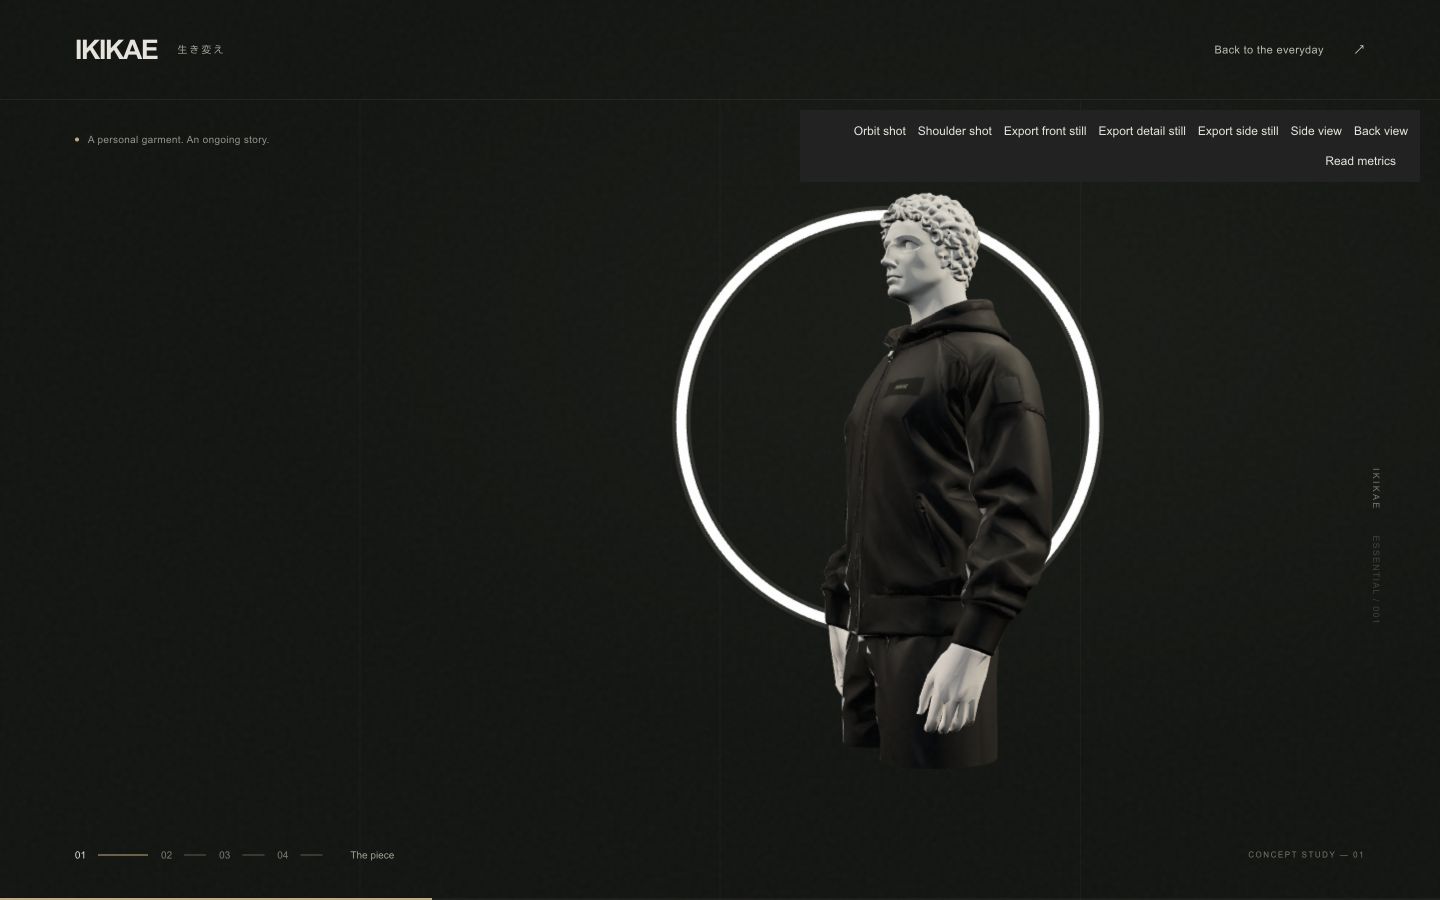 IKIKAE 生き変え
Back to the everyday ↗
A personal garment. An ongoing story.
Orbit shot Shoulder shot Export front still Export detail still Export side still Side view Back view
Read metrics
IKIKAE
IKIKAE ESSENTIAL / 001
01 02 03 04 The piece
CONCEPT STUDY — 01